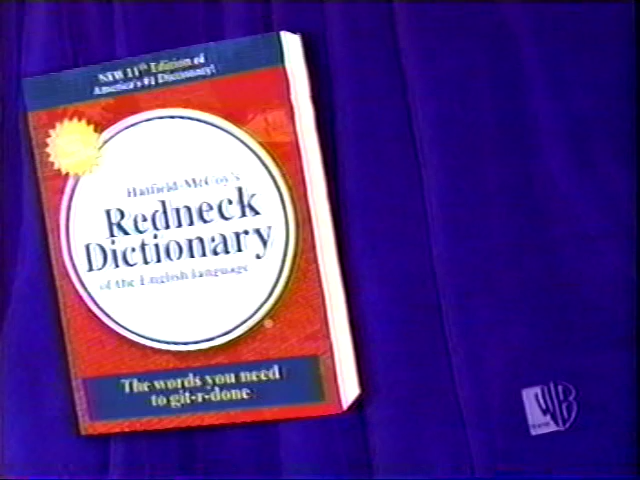 NEW 11th Edition of
America's #1 Dictionary!
Hatfield-McCoy's
Redneck
Dictionary
of the English Language
The words you need
to git-r-done
WB